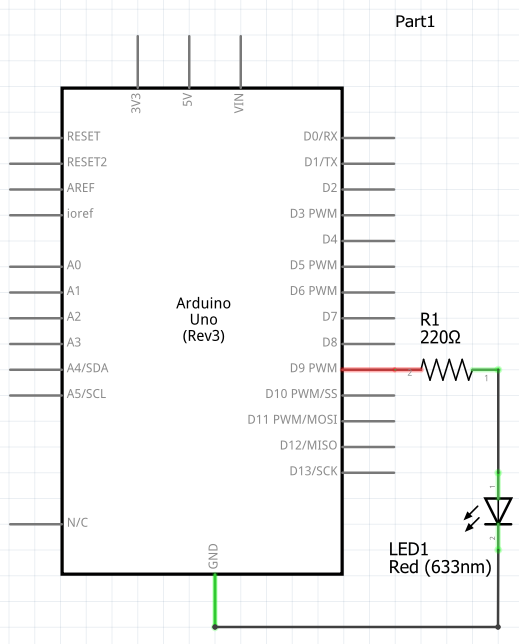 Part1
3V3
5V
VIN
RESET
RESET2
AREF
ioref
A0
A1
A2
A3
A4/SDA
A5/SCL
N/C
Arduino
Uno
(Rev3)
D0/RX
D1/TX
D2
D3 PWM
D4
D5 PWM
D6 PWM
D7
D8
D9 PWM
D10 PWM/SS
D11 PWM/MOSI
D12/MISO
D13/SCK
GND
R1
220Ω
2
1
1
2
LED1
Red (633nm)